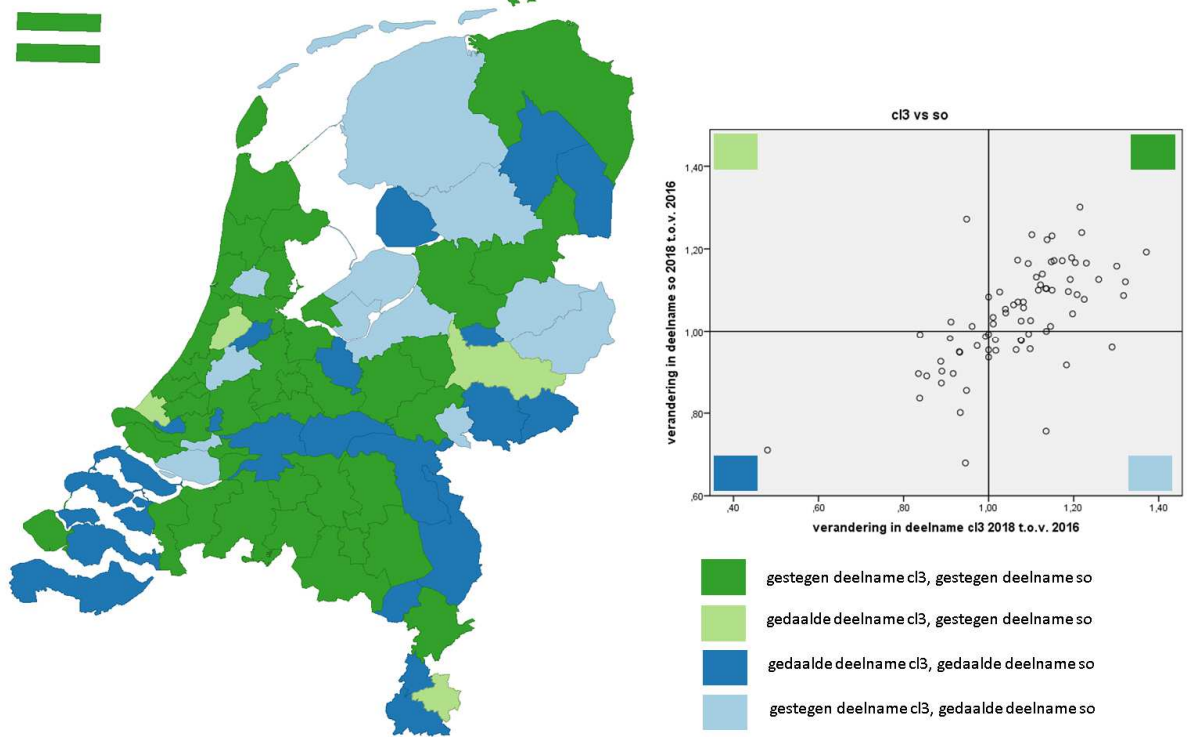 cl3 vs so
verandering in deelname so 2018 t.o.v. 2016
1,40
1,20
1,00
,80
,60
,40
,60
,80
1,00
1,20
1,40
verandering in deelname cl3 2018 t.o.v. 2016
gestegen deelname cl3, gestegen deelname so
gedaalde deelname cl3, gestegen deelname so
gedaalde deelname cl3, gedaalde deelname so
gestegen deelname cl3, gedaalde deelname so